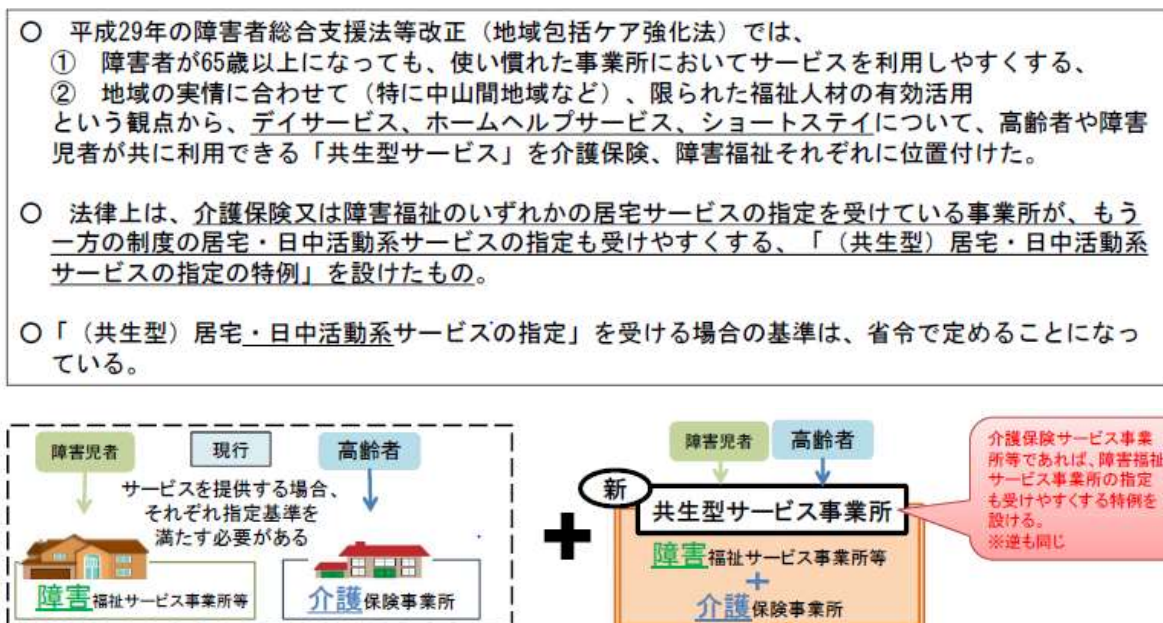 ○　平成29年の障害者総合支援法等改正（地域包括ケア強化法）では、
①　障害者が65歳以上になっても、使い慣れた事業所においてサービスを利用しやすくする、
②　地域の実情に合わせて（特に中山間地域など）、限られた福祉人材の有効活用
という観点から、デイサービス、ホームヘルプサービス、ショートステイについて、高齢者や障害
児者が共に利用できる「共生型サービス」を介護保険、障害福祉それぞれに位置付けた。
○　法律上は、介護保険又は障害福祉のいずれかの居宅サービスの指定を受けている事業所が、もう
一方の制度の居宅・日中活動系サービスの指定も受けやすくする、「（共生型）居宅・日中活動系
サービスの指定の特例」を設けたもの。
○「（共生型）居宅・日中活動系サービスの指定」を受ける場合の基準は、省令で定めることになっ
ている。
障害児者
現行
高齢者
サービスを提供する場合、
それぞれ指定基準を
満たす必要がある
障害福祉サービス事業所等
介護保険事業所
＋
障害児者
高齢者
新
共生型サービス事業所
障害福祉サービス事業所等
＋
介護保険事業所
介護保険サービス事業
所等であれば、障害福祉
サービス事業所の指定
も受けやすくする特例を
設ける。
※逆も同じ